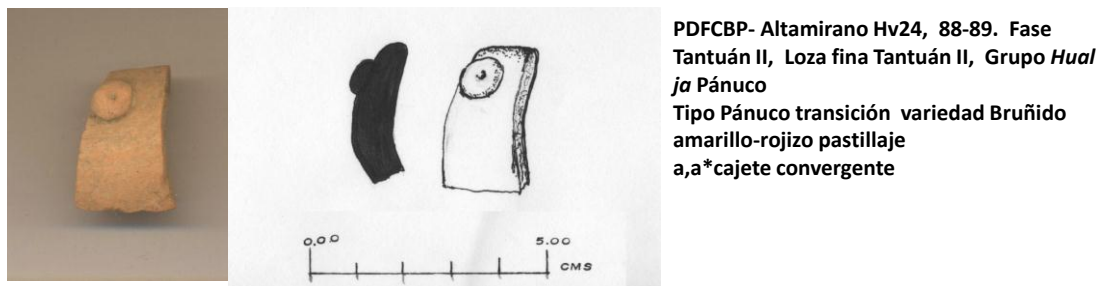 PDFCBP- Altamirano Hv24, 88-89. Fase
Tantuán II, Loza fina Tantuán II, Grupo Hual
ja Pánuco
Tipo Pánuco transición variedad Bruñido
amarillo-rojizo pastillaje
a,a*cajete convergente
0.00 5.00
CMS